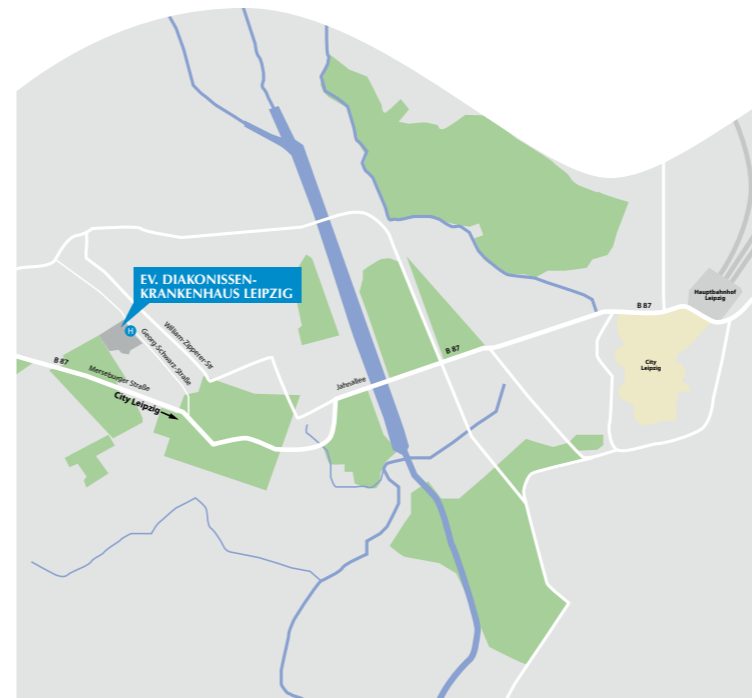 EV. DIAKONISSEN-
KRANKENHAUS LEIPZIG
H
William-Zipperer-Str.
Georg-Schwarz-Straße
B 87
Merseburger Straße
City Leipzig
Jahnallee
B 87
B 87
Hauptbahnhof
Leipzig
City
Leipzig